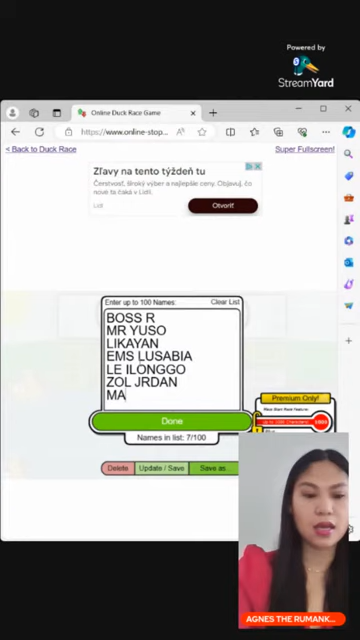 Powered by
StreamYard
Online Duck Race Game
https://www.online-stop...
< Back to Duck Race
Super Fullscreen!
Zľavy na tento týždeň tu
Čerstvosť, široký výber a najlepšie ceny. Objavuj, čo
nové ťa čaká v Lidli.
Lidl
Otvoriť
Enter up to 100 Names:
Clear List
BOSS R
MR YUSO
LIKAYAN
EMS LUSABIA
LE ILONGGO
ZOL JRDAN
MA
Done
Names in list: 7/100
Premium Only!
Delete
Update / Save
Save as...
AGNES THE RUMANK...